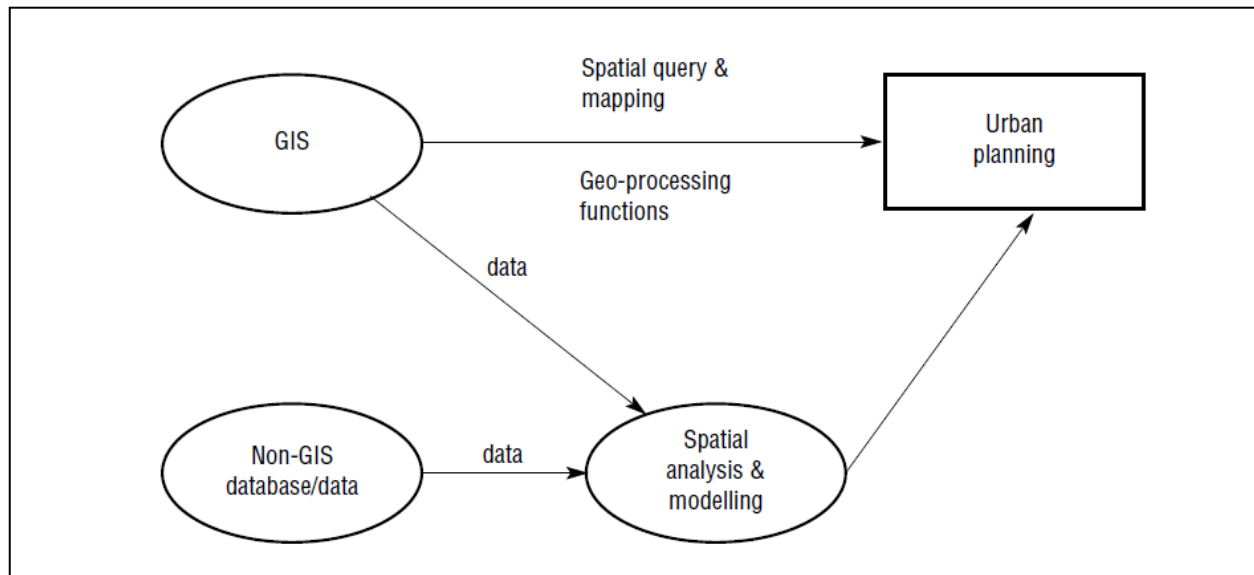 Spatial query &
mapping
GIS
Urban
planning
Geo-processing
functions
data
Non-GIS
database/data
data
Spatial
analysis &
modelling